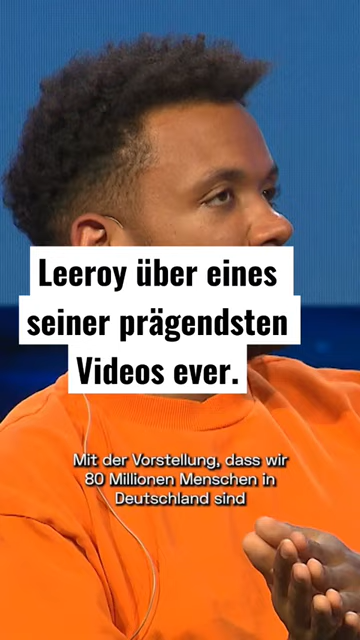 Leeroy über eines
seiner prägendsten
Videos ever.
Mit der Vorstellung, dass wir
80 Millionen Menschen in
Deutschland sind